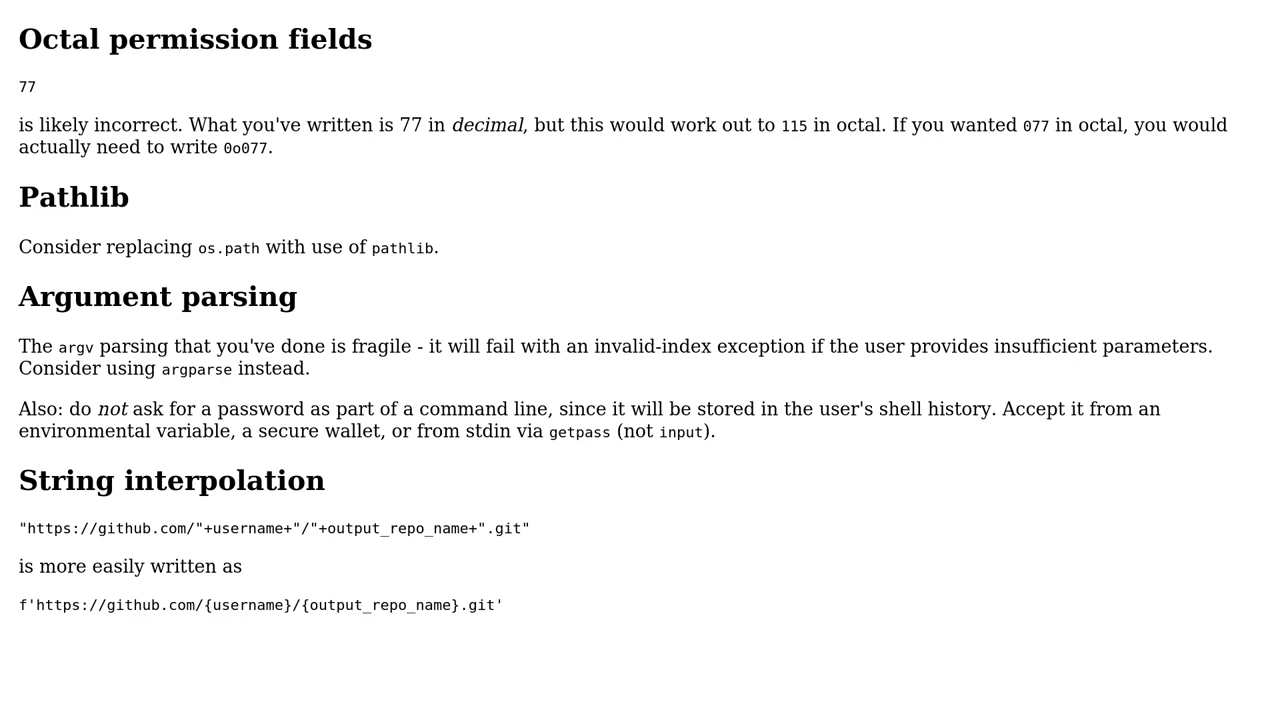 Octal permission fields
77
is likely incorrect. What you've written is 77 in decimal, but this would work out to 115 in octal. If you wanted 077 in octal, you would
actually need to write 0o077.
Pathlib
Consider replacing os.path with use of pathlib.
Argument parsing
The argv parsing that you've done is fragile - it will fail with an invalid-index exception if the user provides insufficient parameters.
Consider using argparse instead.
Also: do not ask for a password as part of a command line, since it will be stored in the user's shell history. Accept it from an
environmental variable, a secure wallet, or from stdin via getpass (not input).
String interpolation
"https://github.com/"+username+"/"+output_repo_name+".git"
is more easily written as
f'https://github.com/{username}/{output_repo_name}.git'